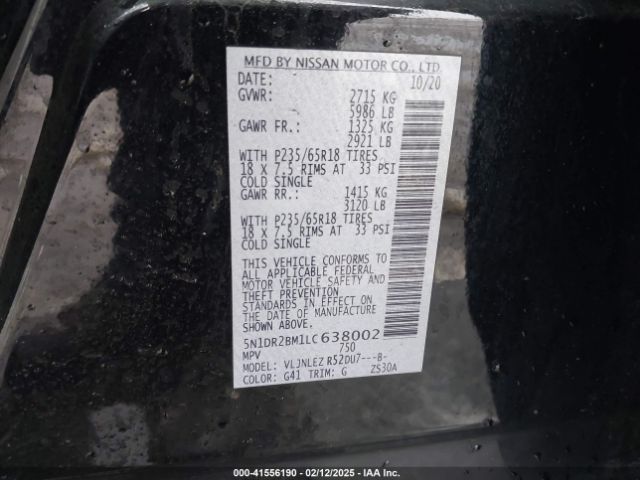 MFD BY NISSAN MOTOR CO., LTD.
DATE: 10/20
GVWR: 2715 KG
5986 LB
GAWR FR.: 1325 KG
2921 LB
WITH P235/65R18 TIRES
18 X 7.5 RIMS AT 33 PSI
COLD SINGLE
GAWR RR.: 1415 KG
3120 LB
WITH P235/65R18 TIRES
18 X 7.5 RIMS AT 33 PSI
COLD SINGLE
THIS VEHICLE CONFORMS TO
ALL APPLICABLE FEDERAL
MOTOR VEHICLE SAFETY AND
THEFT PREVENTION
STANDARDS IN EFFECT ON
THE DATE OF MANUFACTURE
SHOWN ABOVE.
5N1DR2BM1LC638002
MPV 750
MODEL: VLJNLEZ R52DU7---B-
COLOR: G41 TRIM: G ZS30A
000-41556190 - 02/12/2025 - IAA Inc.